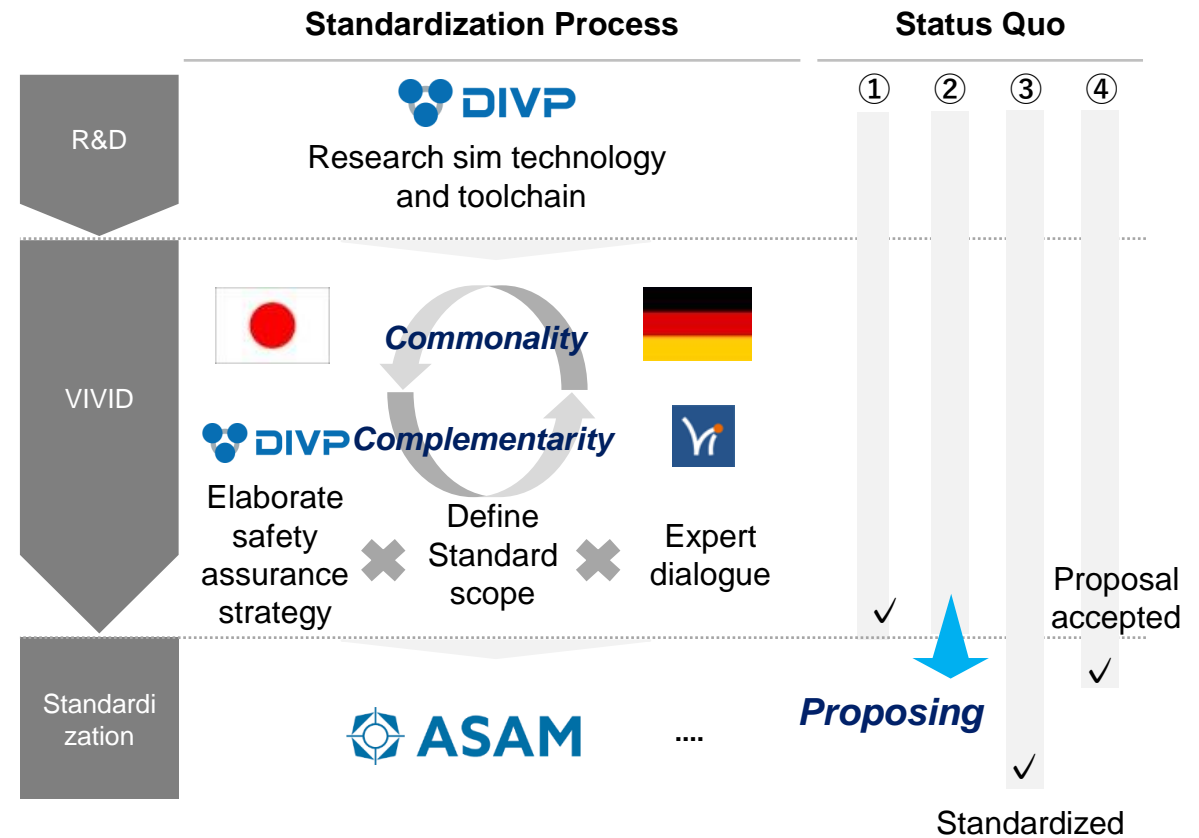 Standardization Process
Status Quo
R&D
DIVP
Research sim technology
and toolchain
① ② ③ ④
VIVID
Commonality
DIVP
Complementarity
VI
Elaborate
safety
assurance
strategy
Define
Standard
scope
Expert
dialogue
Proposal
accepted
✓
Standardi
zation
ASAM
....
Proposing
✓
✓
Standardized